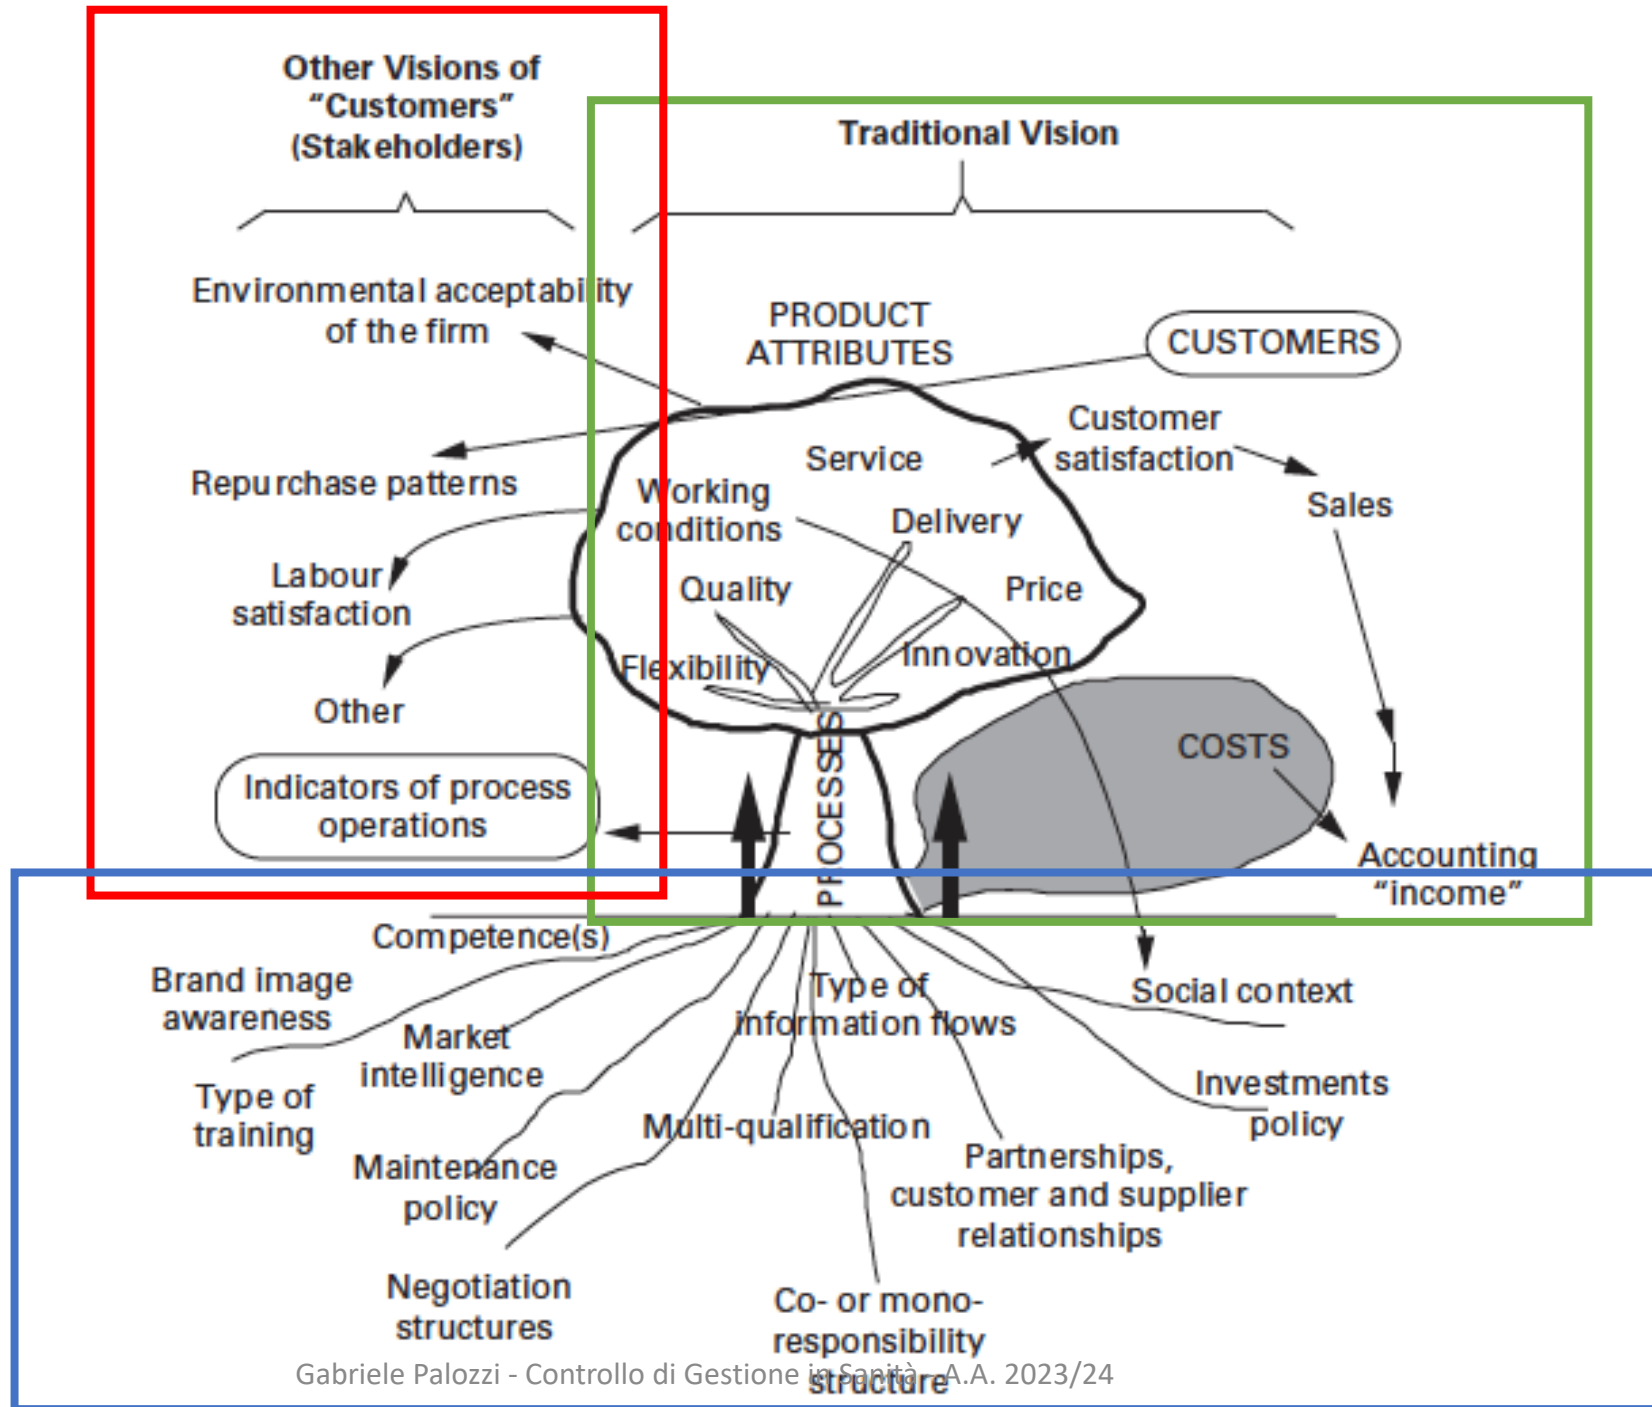 Other Visions of
“Customers”
(Stakeholders)
Traditional Vision
Environmental acceptability
of the firm
PRODUCT
ATTRIBUTES
CUSTOMERS
Customer
satisfaction
Service
Repurchase patterns
Working
conditions
Delivery
Sales
Labour
satisfaction
Quality
Price
Flexibility
Innovation
Other
PROCESSES
COSTS
Indicators of process
operations
Accounting
“income”
Competence(s)
Brand image
awareness
Type of
information flows
Social context
Market
intelligence
Type of
training
Investments
policy
Multi-qualification
Maintenance
policy
Partnerships,
customer and supplier
relationships
Negotiation
structures
Co- or mono-
responsibility
structure
Gabriele Palozzi - Controllo di Gestione in Sanità - A.A. 2023/24